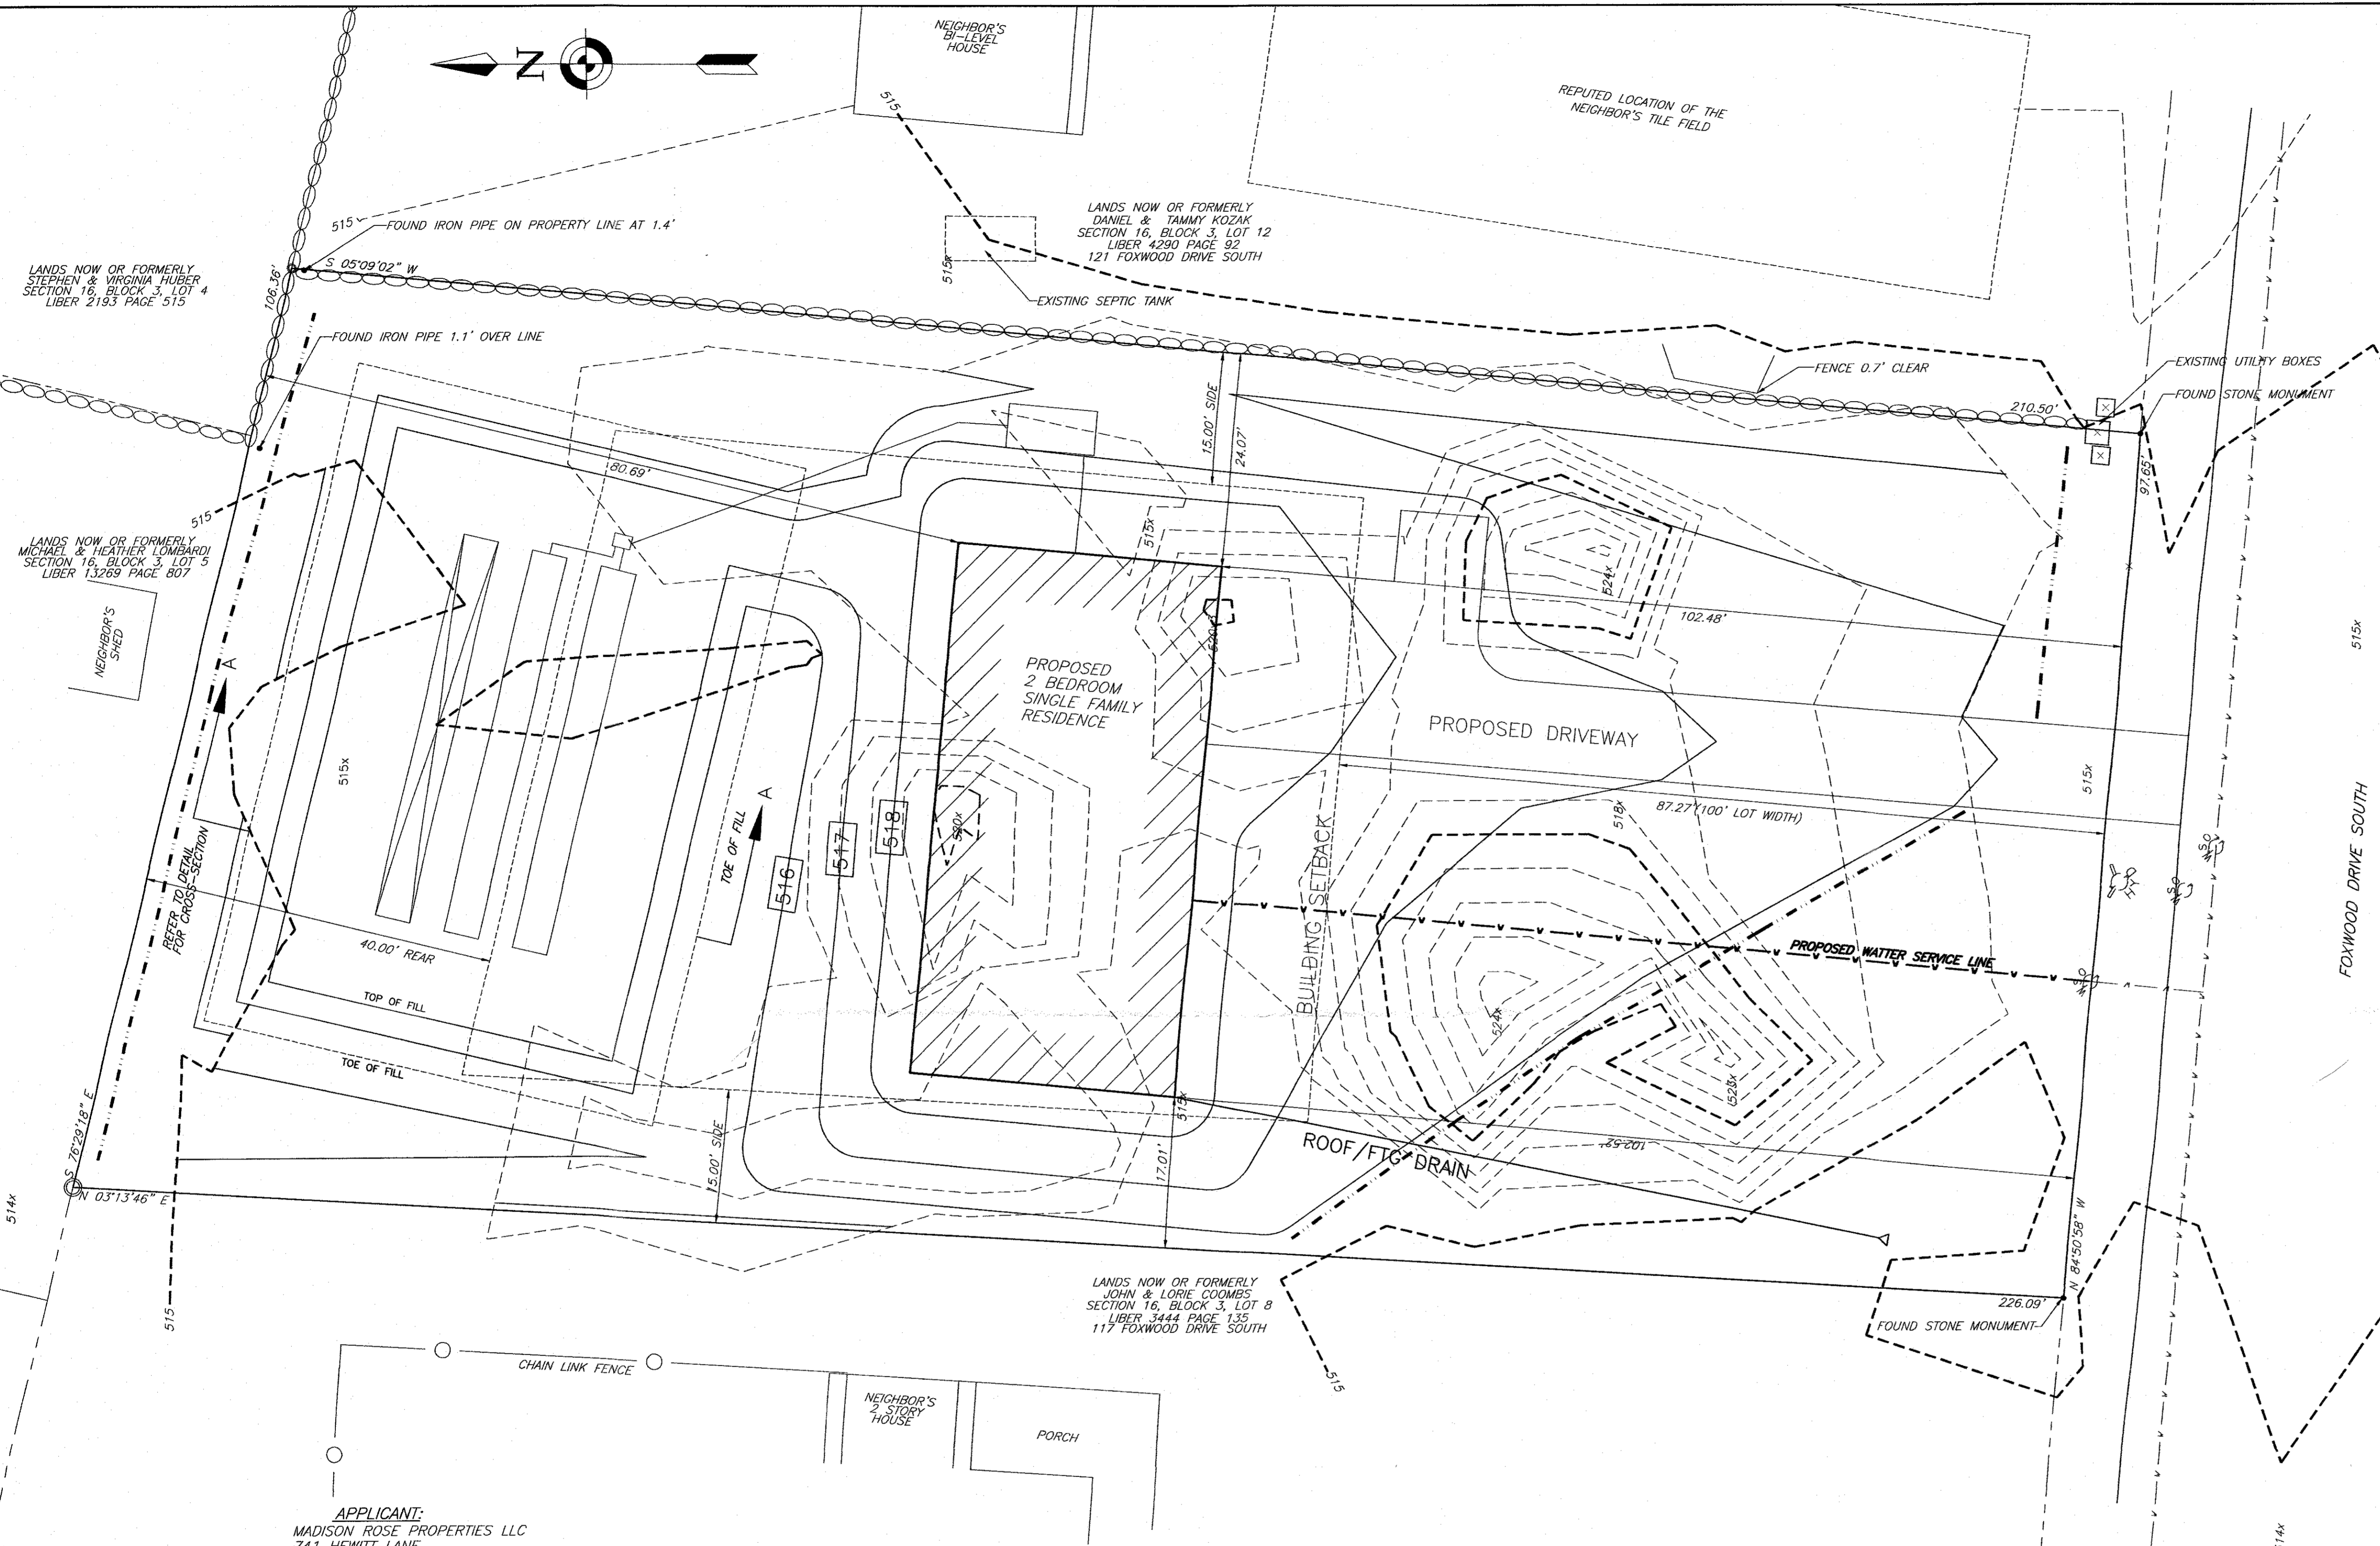 NEIGHBOR'S
BI-LEVEL
HOUSE
N
515
REPUTED LOCATION OF THE
NEIGHBOR'S TILE FIELD
LANDS NOW OR FORMERLY
DANIEL & TAMMY KOZAK
SECTION 16, BLOCK 3, LOT 12
LIBER 4290 PAGE 92
121 FOXWOOD DRIVE SOUTH
515
FOUND IRON PIPE ON PROPERTY LINE AT 1.4'
S 05°09'02" W
106.36'
LANDS NOW OR FORMERLY
STEPHEN & VIRGINIA HUBER
SECTION 16, BLOCK 3, LOT 4
LIBER 2193 PAGE 515
515x
EXISTING SEPTIC TANK
FOUND IRON PIPE 1.1' OVER LINE
EXISTING UTILITY BOXES
FENCE 0.7' CLEAR
FOUND STONE MONUMENT
210.50'
15.00' SIDE
24.07'
80.69'
97.65'
515
LANDS NOW OR FORMERLY
MICHAEL & HEATHER LOMBARDI
SECTION 16, BLOCK 3, LOT 5
LIBER 13269 PAGE 807
NEIGHBOR'S
SHED
A
515x
524x
102.48'
515x
PROPOSED
2 BEDROOM
SINGLE FAMILY
RESIDENCE
PROPOSED DRIVEWAY
515x
515x
A
TOE OF FILL
516
517
518
520x
87.27' (100' LOT WIDTH)
518x
BUILDING SETBACK
FOXWOOD DRIVE SOUTH
REFER TO DETAIL
FOR CROSS-SECTION
40.00' REAR
PROPOSED WATTER SERVICE LINE
TOP OF FILL
524x
TOE OF FILL
523x
515x
S 76°29'18" E
15.00' SIDE
17.01'
ROOF/FTG DRAIN
102.52'
N 03°13'46" E
514x
N 84°50'58" W
LANDS NOW OR FORMERLY
JOHN & LORIE COOMBS
SECTION 16, BLOCK 3, LOT 8
LIBER 3444 PAGE 135
117 FOXWOOD DRIVE SOUTH
226.09'
FOUND STONE MONUMENT
515
515
CHAIN LINK FENCE
NEIGHBOR'S
2 STORY
HOUSE
PORCH
APPLICANT:
MADISON ROSE PROPERTIES LLC
741 HEWITT LANE